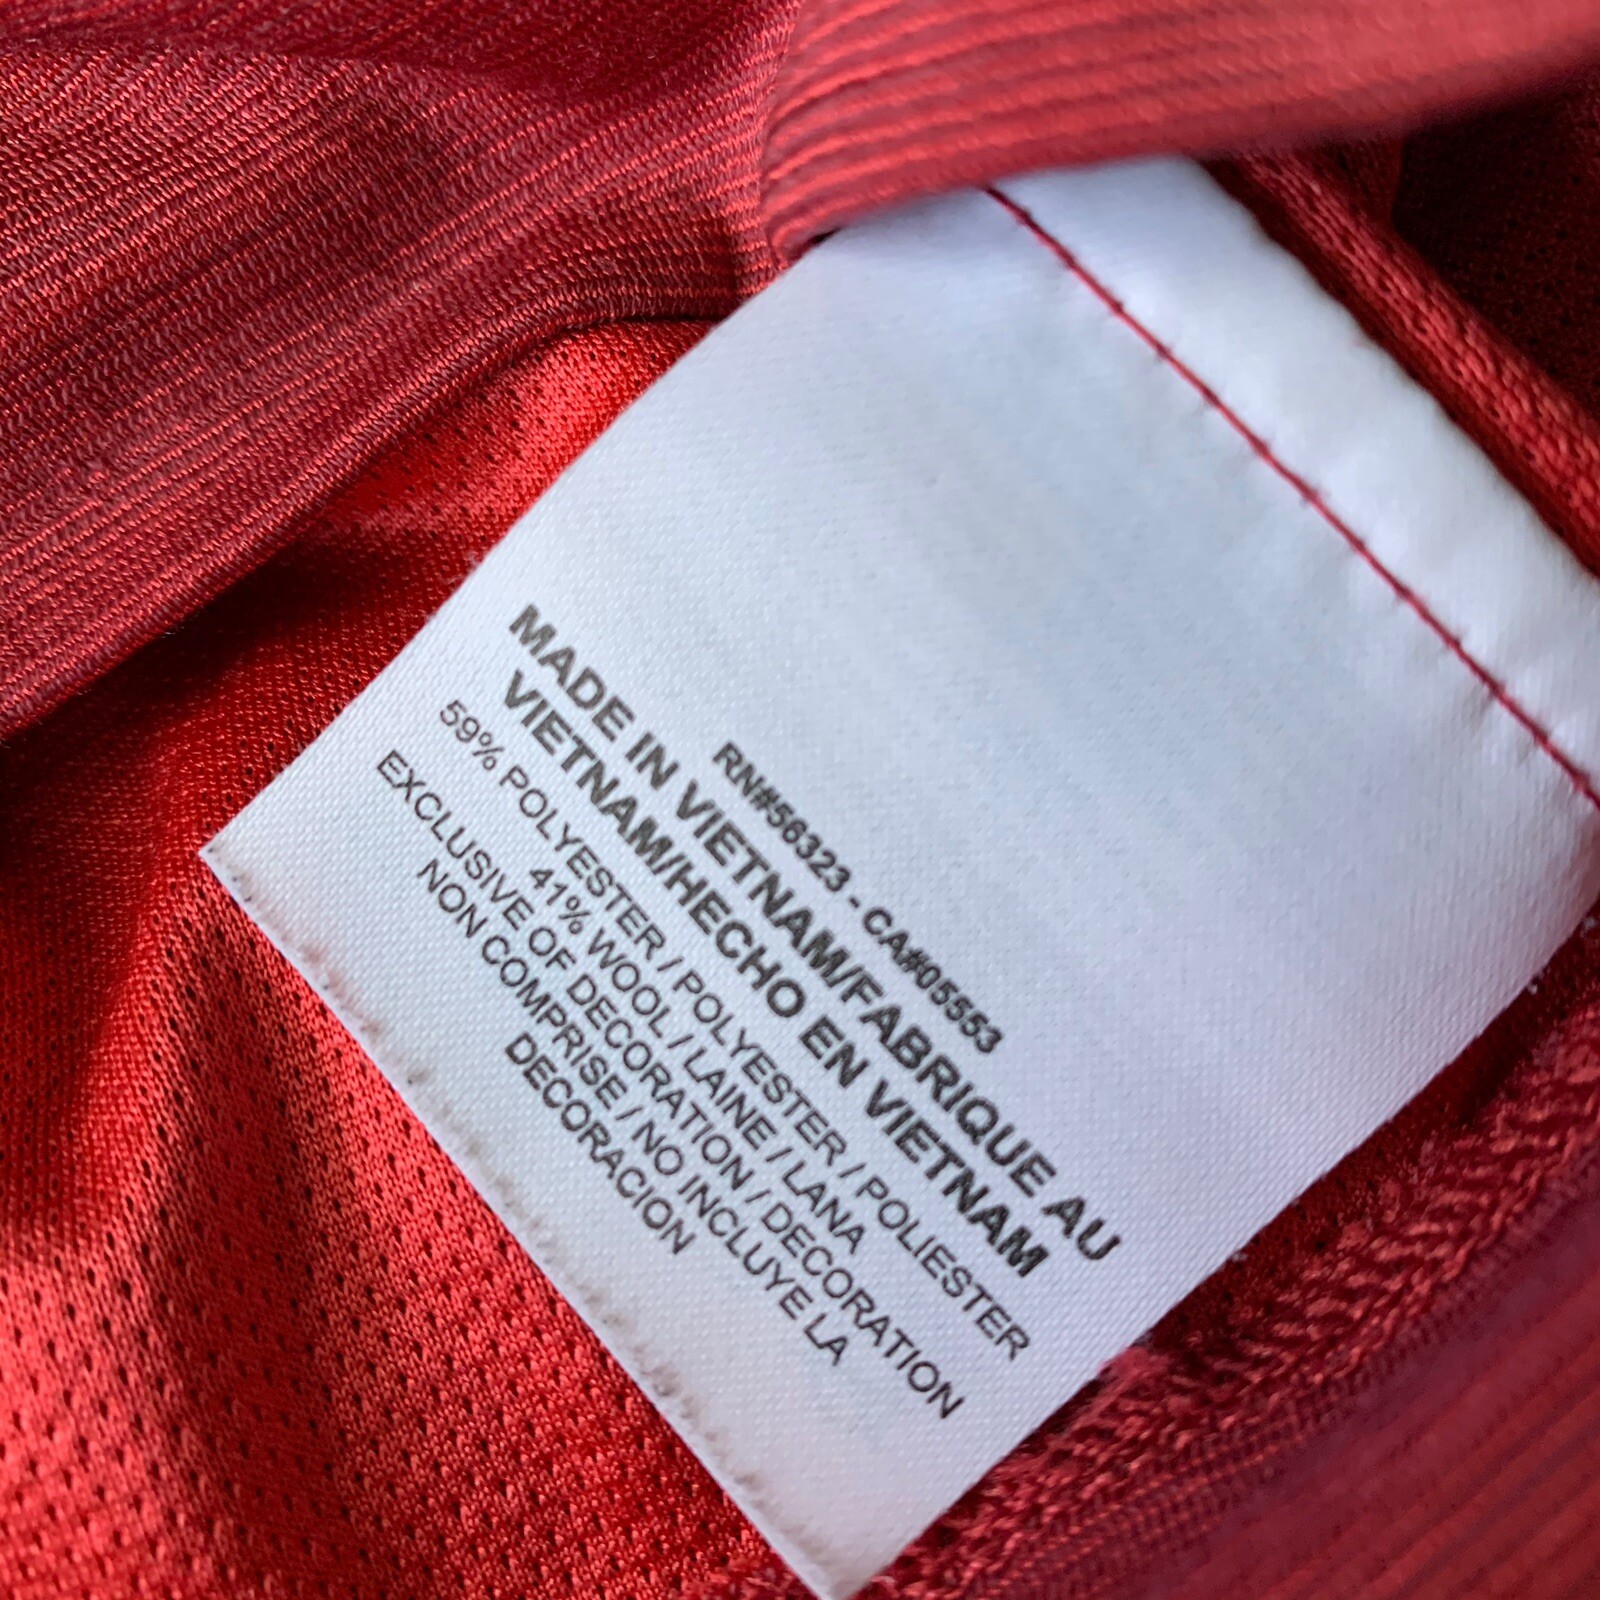 RN#56323 - CA#05553
MADE IN VIETNAM/FABRIQUE AU
VIETNAM/HECHO EN VIETNAM
59% POLYESTER / POLYESTER / POLIESTER
41% WOOL / LAINE / LANA
EXCLUSIVE OF DECORATION / DECORATION
NON COMPRISE / NO INCLUYE LA
DECORACION